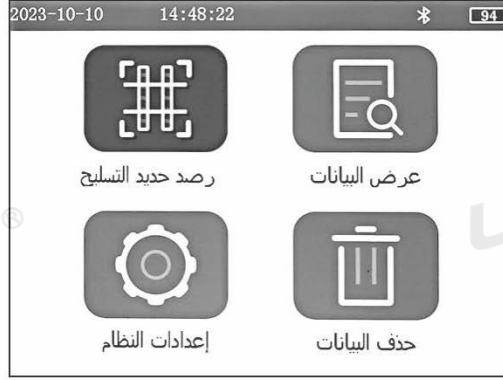 2023-10-10 14:48:22 94
رصد حديد التسليح
عرض البيانات
إعدادات النظام
حذف البيانات
®